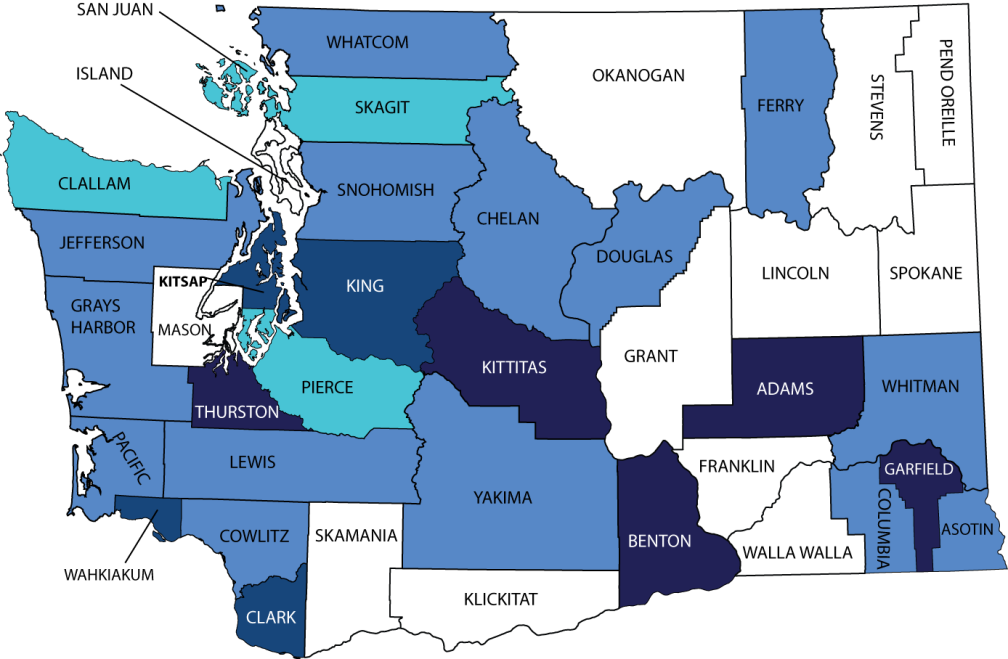 SAN JUAN
WHATCOM
ISLAND
OKANOGAN
PEND OREILLE
STEVENS
FERRY
SKAGIT
CLALLAM
SNOHOMISH
CHELAN
JEFFERSON
DOUGLAS
LINCOLN
SPOKANE
KITSAP
KING
GRAYS
HARBOR
MASON
GRANT
KITTITAS
PIERCE
ADAMS
WHITMAN
THURSTON
PACIFIC
LEWIS
FRANKLIN
GARFIELD
YAKIMA
COLUMBIA
ASOTIN
COWLITZ
SKAMANIA
BENTON
WALLA WALLA
WAHKIAKUM
KLICKITAT
CLARK